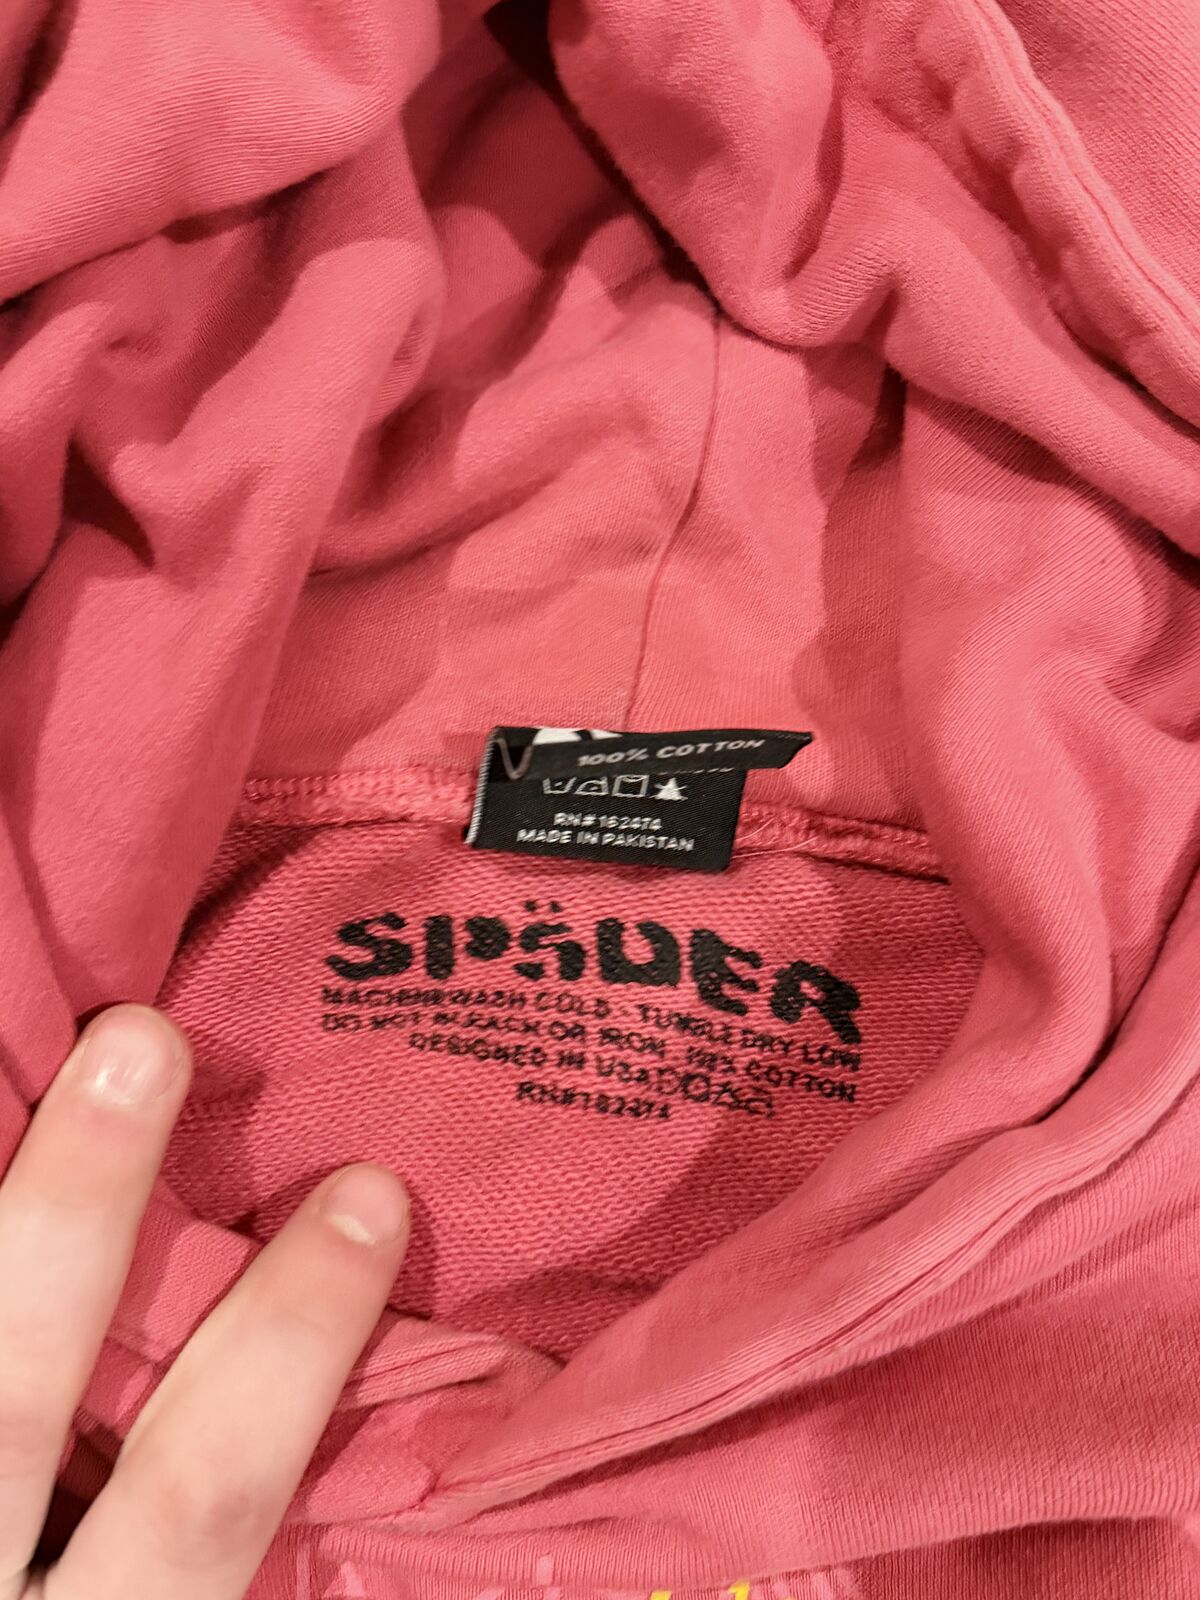 100% COTTON
RN#162474
MADE IN PAKISTAN
SPÄDER
MACHINE WASH COLD - TUMBLE DRY LOW
DO NOT BLEACH OR IRON 100% COTTON
DESIGNED IN USA
RN#162474